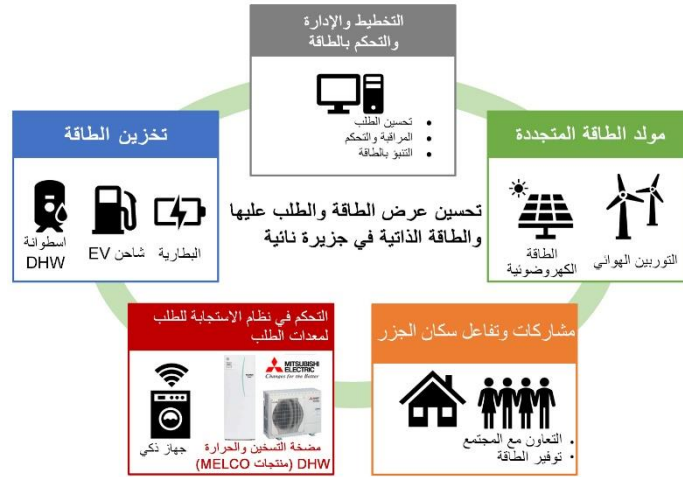 التخطيط والإدارة
والتحكم بالطاقة
• تحسين الطلب
• المراقبة والتحكم
• التنبؤ بالطاقة
مولد الطاقة المتجددة
التوربين الهوائي
الطاقة
الكهروضوئية
تخزين الطاقة
البطارية
شاحن EV
اسطوانة
DHW
تحسين عرض الطاقة والطلب عليها
والطاقة الذاتية في جزيرة نائية
مشاركات وتفاعل سكان الجزر
• التعاون مع المجتمع
• توفير الطاقة
التحكم في نظام الاستجابة للطلب
لمعدات الطلب
MITSUBISHI
ELECTRIC
Changes for the Better
مضخة التسخين والحرارة
DHW (منتجات MELCO)
جهاز ذكي